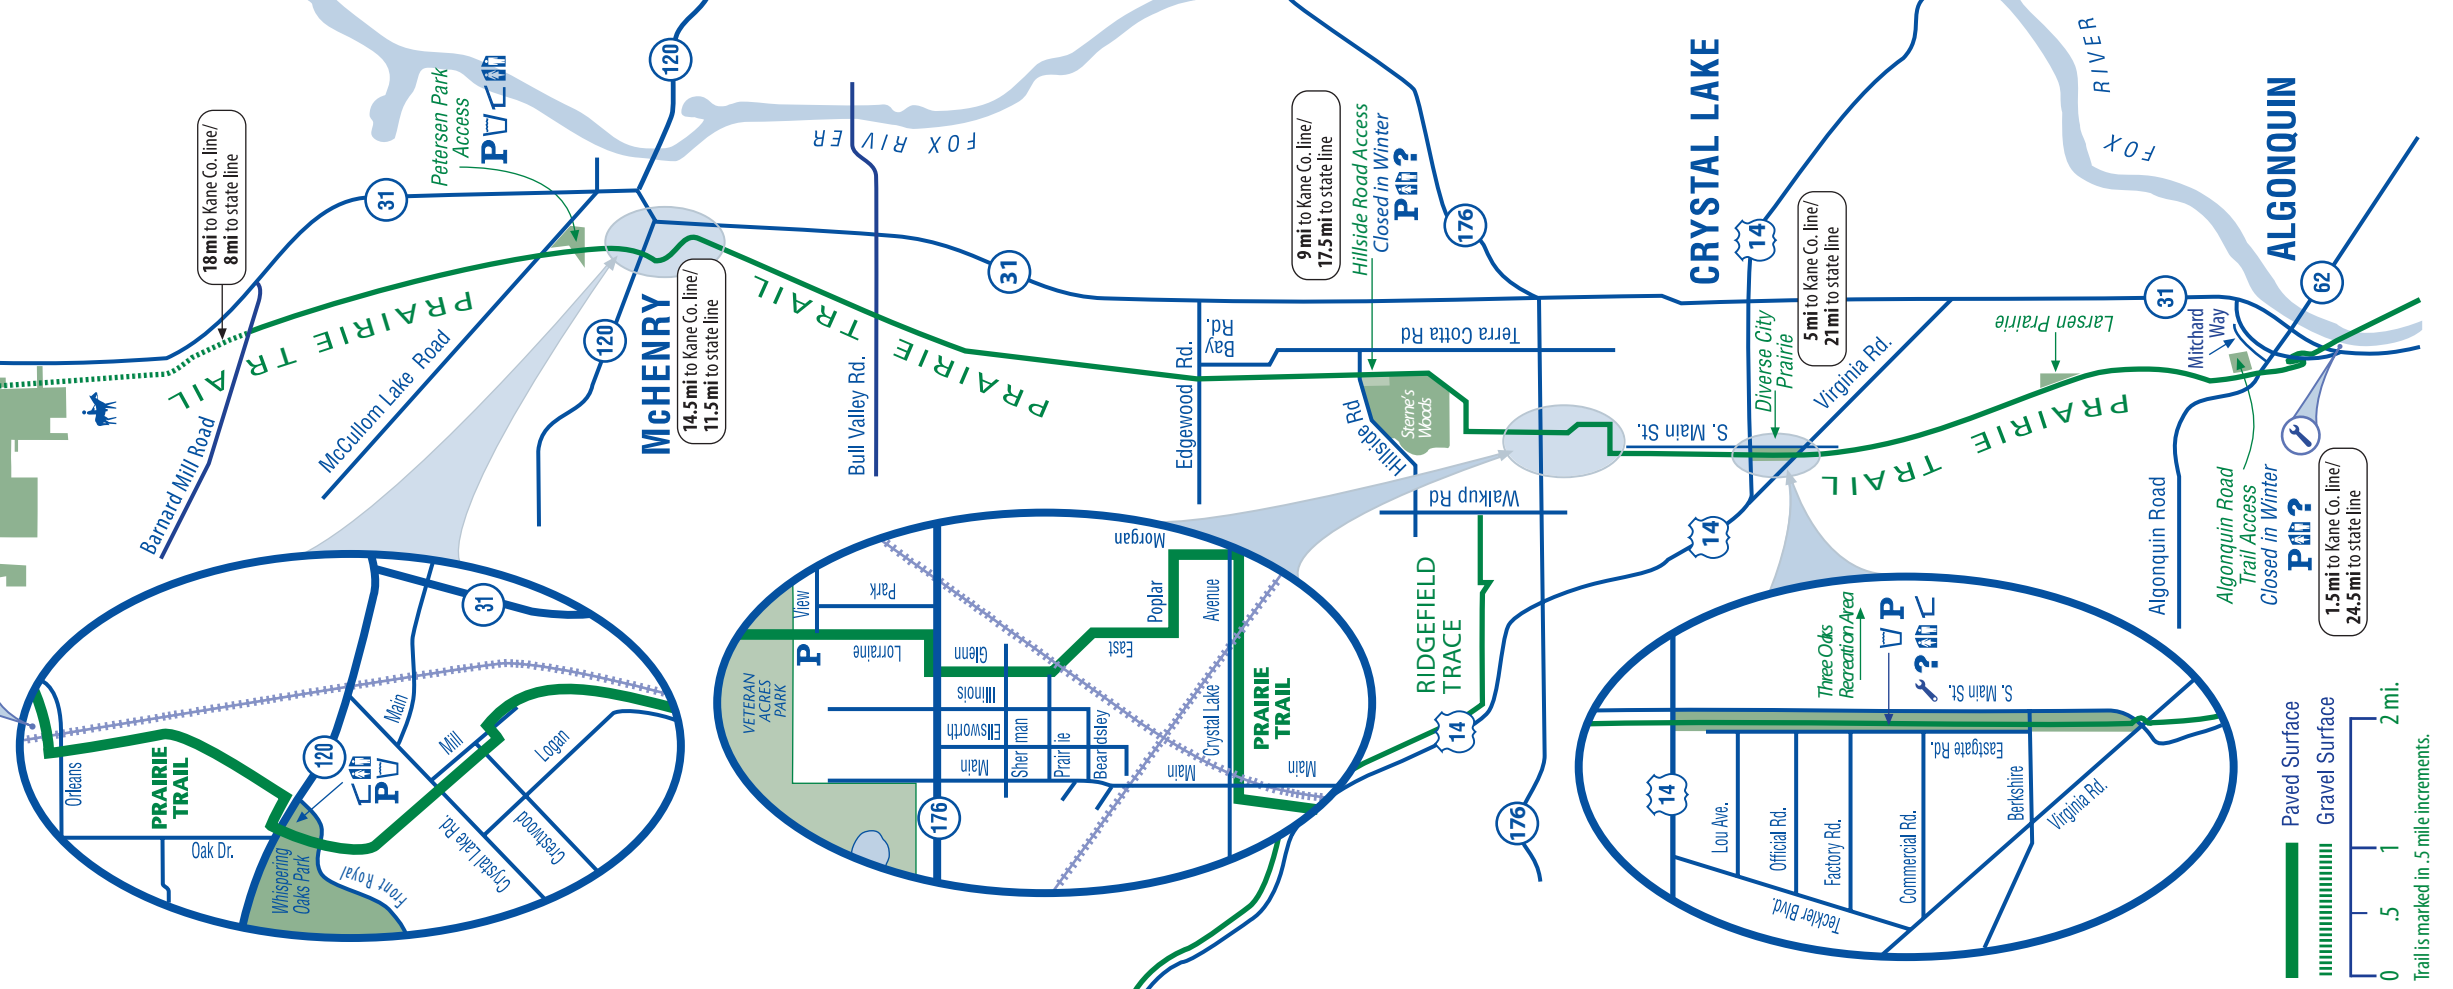 18 mi to Kane Co. line/
8 mi to state line
31
Petersen Park
Access
P
120
FOX RIVER
PRAIRIE TRAIL
Barnard Mill Road
McCullom Lake Road
120
McHENRY
14.5 mi to Kane Co. line/
11.5 mi to state line
PRAIRIE TRAIL
Bull Valley Rd.
31
Edgewood Rd.
Bay
Rd.
Terra Cotta Rd
9 mi to Kane Co. line/
17.5 mi to state line
Hillside Road Access
Closed in Winter
P ?
176
Hillside Rd
Sterne's
Woods
Walkup Rd
CRYSTAL LAKE
14
5 mi to Kane Co. line/
21 mi to state line
Diverse City
Prairie
S. Main St.
Virginia Rd.
14
PRAIRIE TRAIL
Larsen Prairie
31
Mitchard
Way
ALGONQUIN
62
FOX RIVER
Algonquin Road
Algonquin Road
Trail Access
Closed in Winter
P ?
1.5 mi to Kane Co. line/
24.5 mi to state line
RIDGEFIELD
TRACE
14
176
Orleans
PRAIRIE
TRAIL
Oak Dr.
120
P
Whispering
Oaks Park
Front Royal
Main
31
Mill
Logan
Crystal Lake Rd.
Crestwood
VETERAN
ACRES
PARK
P
View
Park
Lorraine
176
Glenn
Illinois
Ellsworth
Main
Sherman
Prairie
Beardsley
East
Poplar
Morgan
Avenue
Crystal Lake
Main
PRAIRIE
TRAIL
Main
14
Three Oaks
Recreation Area
P
?
S. Main St.
Eastgate Rd.
Lou Ave.
Official Rd.
Factory Rd.
Commercial Rd.
Berkshire
Virginia Rd.
Teckler Blvd.
Paved Surface
Gravel Surface
0 .5 1 2 mi.
Trail is marked in .5 mile increments.